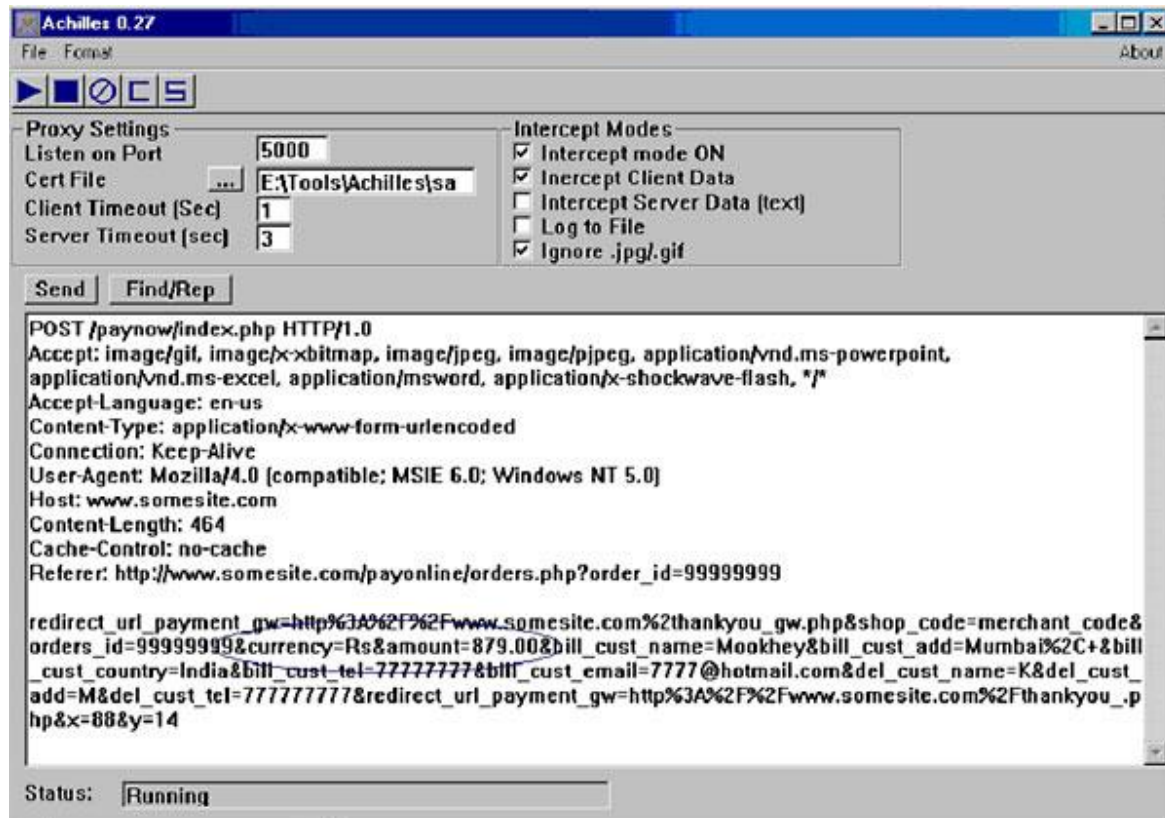 Achilles 0.27
File Format About
Proxy Settings
Listen on Port 5000
Cert File ... E:\Tools\Achilles\sa
Client Timeout (Sec) 1
Server Timeout (sec) 3
Intercept Modes
Intercept mode ON
Inercept Client Data
Intercept Server Data (text)
Log to File
Ignore .jpg/.gif
Send Find/Rep
POST /paynow/index.php HTTP/1.0
Accept: image/gif, image/x-xbitmap, image/jpeg, image/pjpeg, application/vnd.ms-powerpoint,
application/vnd.ms-excel, application/msword, application/x-shockwave-flash, */*
Accept-Language: en-us
Content-Type: application/x-www-form-urlencoded
Connection: Keep-Alive
User-Agent: Mozilla/4.0 (compatible; MSIE 6.0; Windows NT 5.0)
Host: www.somesite.com
Content-Length: 464
Cache-Control: no-cache
Referer: http://www.somesite.com/payonline/orders.php?order_id=99999999
redirect_url_payment_gw=http%3A%2F%2Fwww.somesite.com%2thankyou_gw.php&shop_code=merchant_code&
orders_id=99999999&currency=Rs&amount=879.00&bill_cust_name=Mookhey&bill_cust_add=Mumbai%2C+&bill
_cust_country=India&bill_cust_tel=77777777&bill_cust_email=7777@hotmail.com&del_cust_name=K&del_cust_
add=M&del_cust_tel=777777777&redirect_url_payment_gw=http%3A%2F%2Fwww.somesite.com%2Fthankyou_.p
hp&x=88&y=14
Status: Running